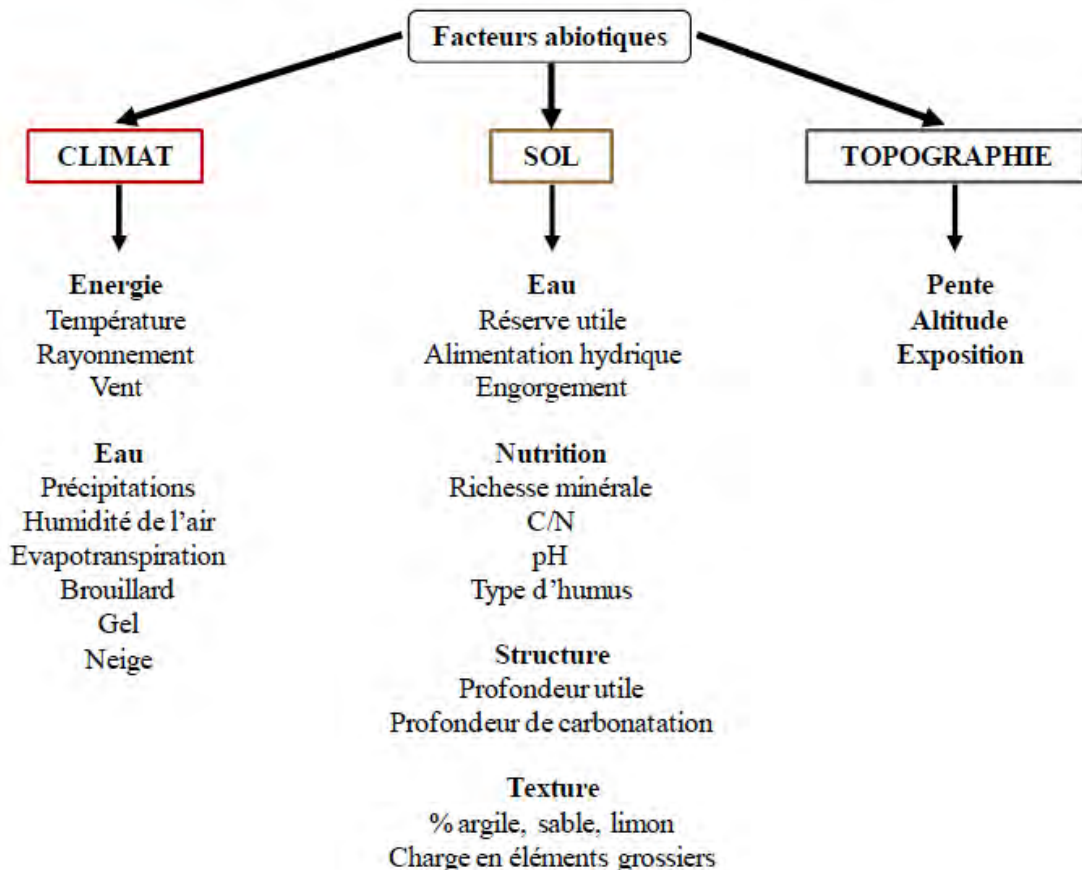 Facteurs abiotiques
CLIMAT
SOL
TOPOGRAPHIE
Energie
Température
Rayonnement
Vent
Eau
Précipitations
Humidité de l’air
Evapotranspiration
Brouillard
Gel
Neige
Eau
Réserve utile
Alimentation hydrique
Engorgement
Nutrition
Richesse minérale
C/N
pH
Type d’humus
Structure
Profondeur utile
Profondeur de carbonatation
Texture
% argile, sable, limon
Charge en éléments grossiers
Pente
Altitude
Exposition